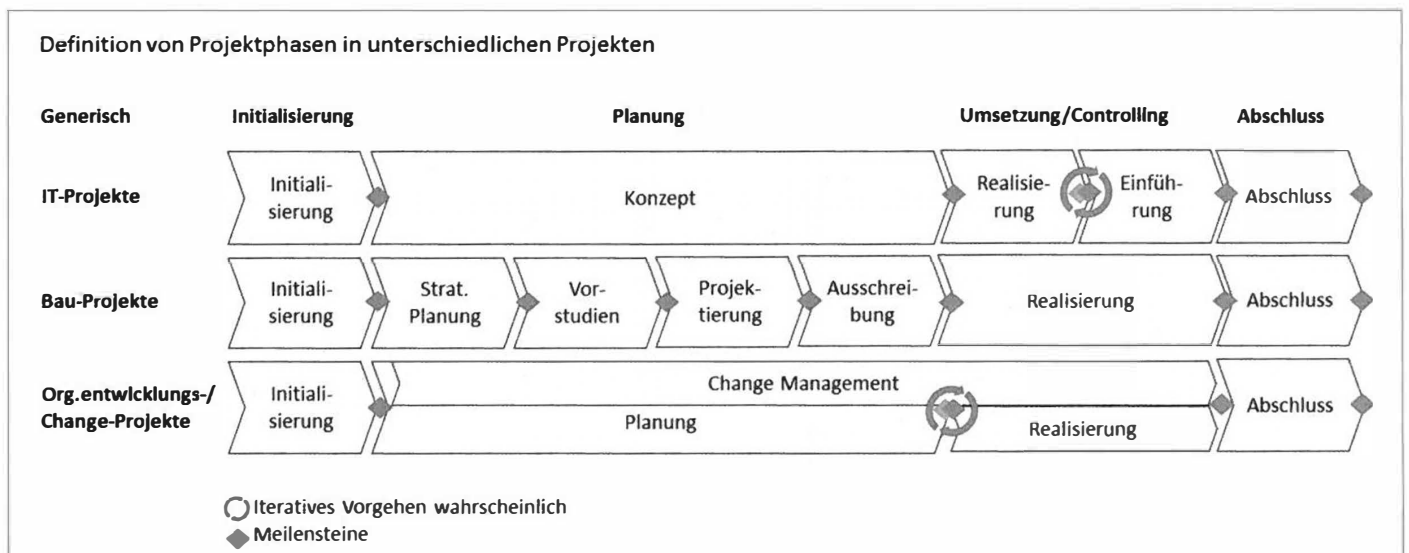 Definition von Projektphasen in unterschiedlichen Projekten
Generisch Initialisierung Planung Umsetzung/Controlling Abschluss
IT-Projekte
Initiali-
sierung
Konzept
Realisie-
rung
Einfüh-
rung
Abschluss
Bau-Projekte
Initiali-
sierung
Strat.
Planung
Vor-
studien
Projek-
tierung
Ausschrei-
bung
Realisierung
Abschluss
Org.entwicklungs-/
Change-Projekte
Initiali-
sierung
Change Management
Planung
Realisierung
Abschluss
Iteratives Vorgehen wahrscheinlich
Meilensteine